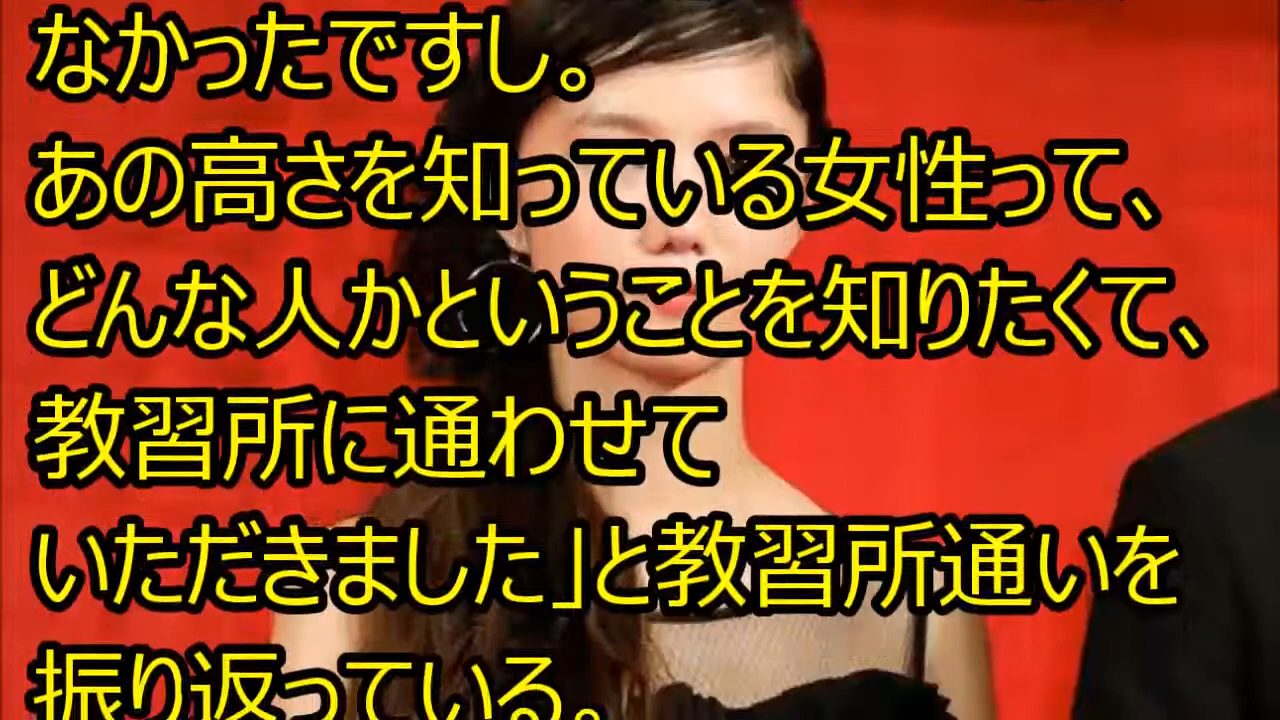 なかったですし。
あの高さを知っている女性って、
どんな人かということを知りたくて、
教習所に通わせて
いただきました」と教習所通いを
振り返っている。